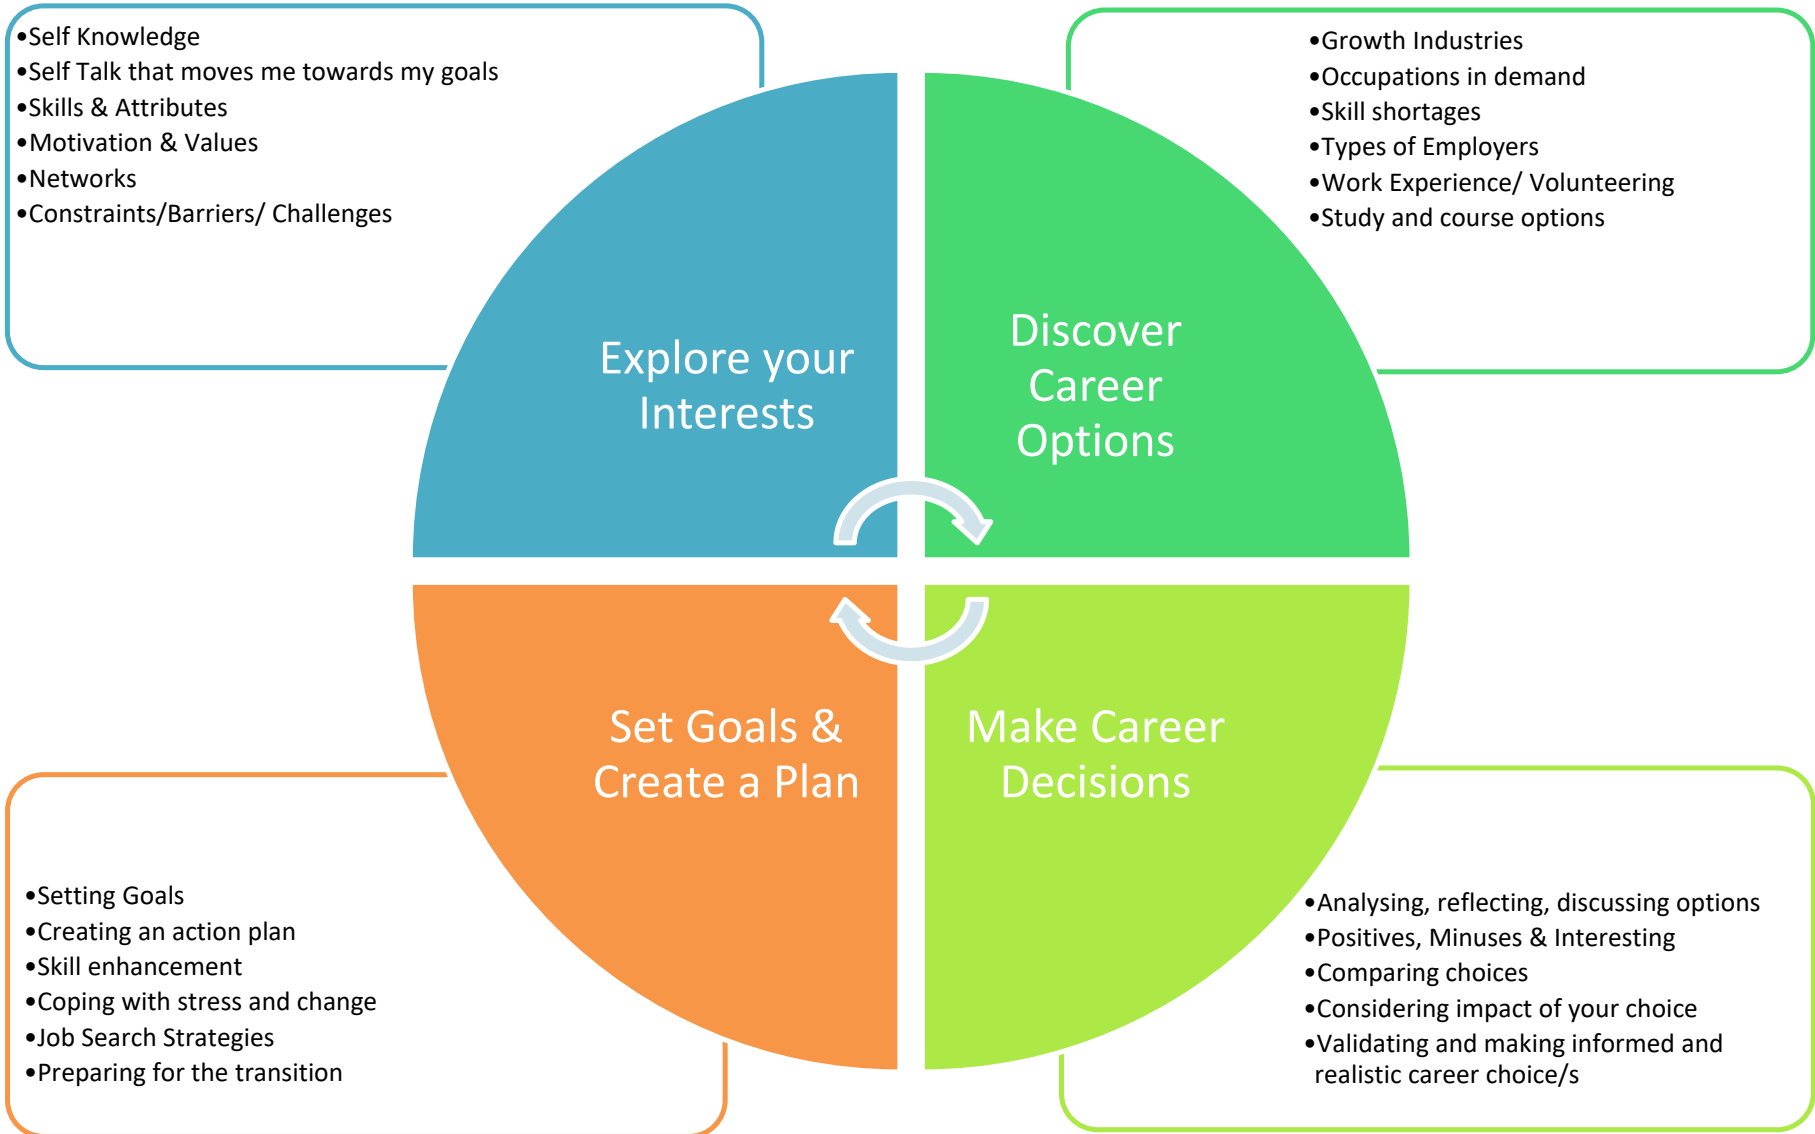 •Self Knowledge
•Self Talk that moves me towards my goals
•Skills & Attributes
•Motivation & Values
•Networks
•Constraints/Barriers/ Challenges
•Growth Industries
•Occupations in demand
•Skill shortages
•Types of Employers
•Work Experience/ Volunteering
•Study and course options
Explore your
Interests
Discover
Career
Options
Set Goals &
Create a Plan
Make Career
Decisions
•Setting Goals
•Creating an action plan
•Skill enhancement
•Coping with stress and change
•Job Search Strategies
•Preparing for the transition
•Analysing, reflecting, discussing options
•Positives, Minuses & Interesting
•Comparing choices
•Considering impact of your choice
•Validating and making informed and
realistic career choice/s